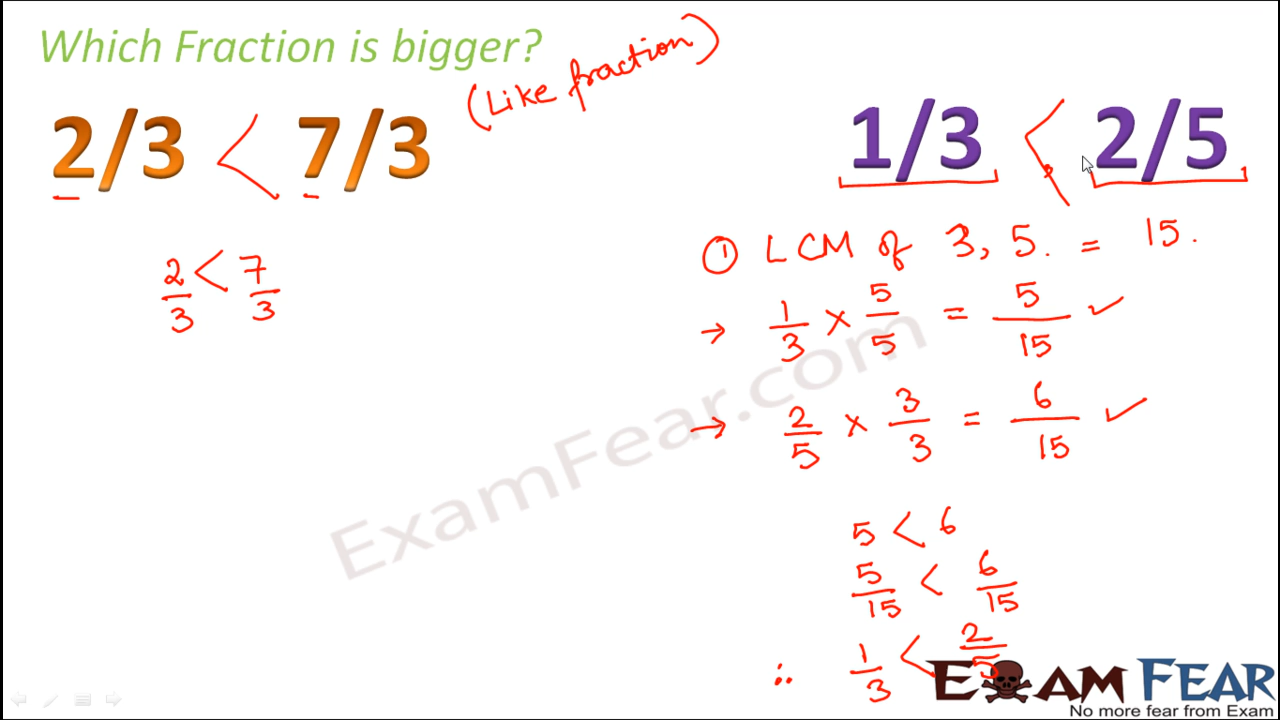 Which Fraction is bigger?
(Like fraction)
2/3 < 7/3
2/3 < 7/3
1/3 < 2/5
① LCM of 3, 5. = 15.
→ 1/3 × 5/5 = 5/15 ✓
→ 2/5 × 3/3 = 6/15 ✓
5 < 6
5/15 < 6/15
∴ 1/3 < 2/5
ExamFear.com
EXAM FEAR
No more fear from Exam